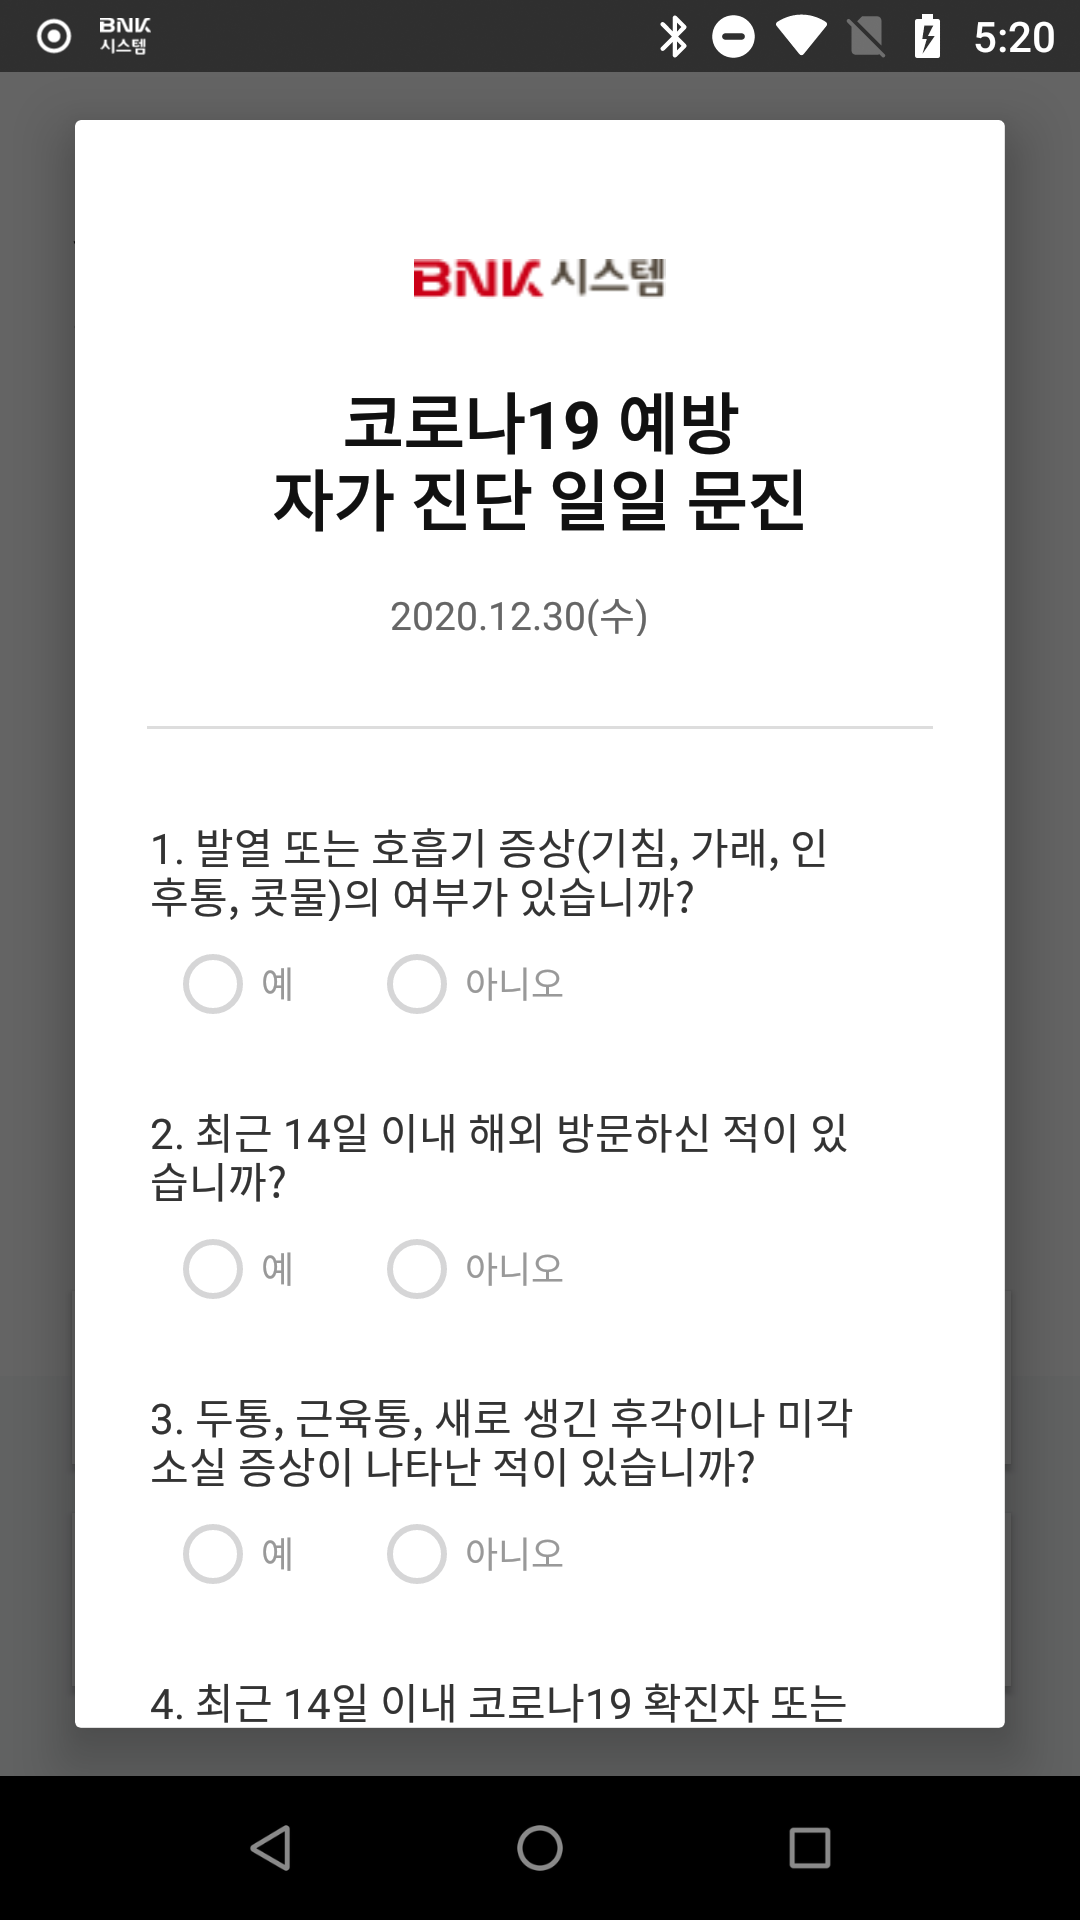 BNK
시스템
5:20
BNK 시스템
코로나19 예방
자가 진단 일일 문진
2020.12.30(수)
1. 발열 또는 호흡기 증상(기침, 가래, 인
후통, 콧물)의 여부가 있습니까?
예 아니오
2. 최근 14일 이내 해외 방문하신 적이 있
습니까?
예 아니오
3. 두통, 근육통, 새로 생긴 후각이나 미각
소실 증상이 나타난 적이 있습니까?
예 아니오
4. 최근 14일 이내 코로나19 확진자 또는